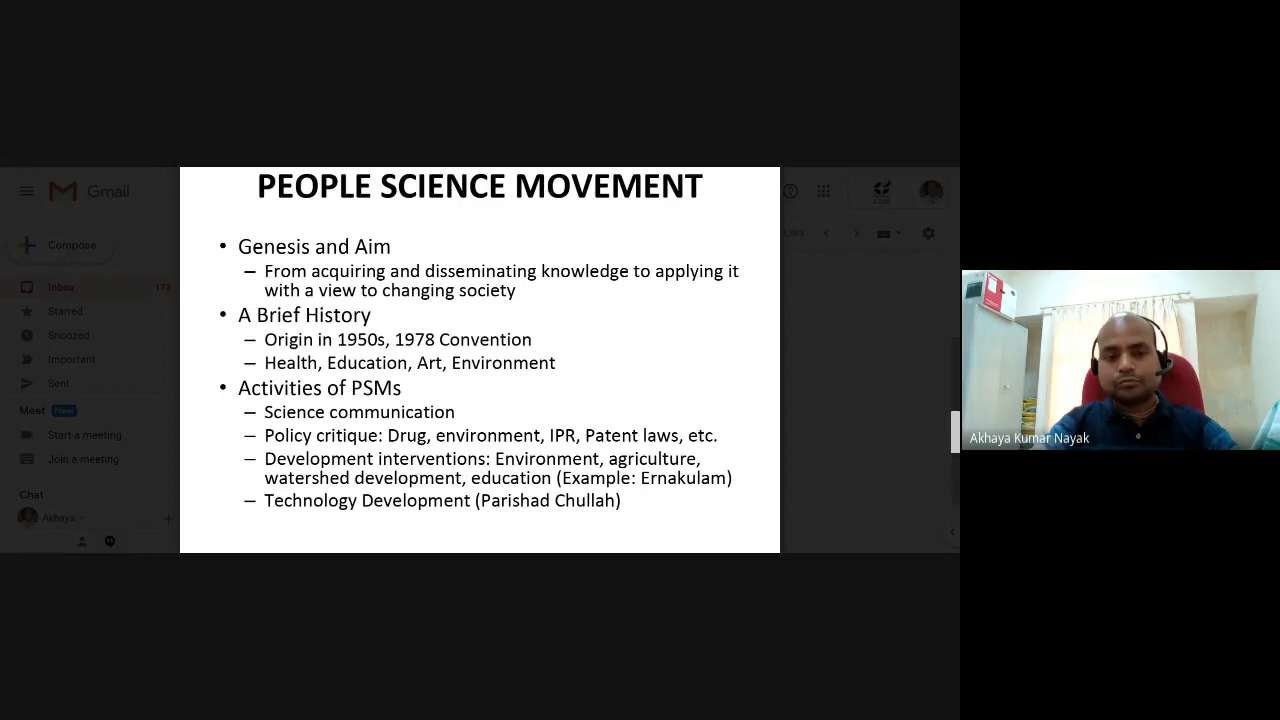 PEOPLE SCIENCE MOVEMENT
Gmail
Compose
• Genesis and Aim
– From acquiring and disseminating knowledge to applying it
with a view to changing society
• A Brief History
– Origin in 1950s, 1978 Convention
– Health, Education, Art, Environment
• Activities of PSMs
– Science communication
– Policy critique: Drug, environment, IPR, Patent laws, etc.
– Development interventions: Environment, agriculture,
watershed development, education (Example: Ernakulam)
– Technology Development (Parishad Chullah)
Inbox 173
Starred
Snoozed
Important
Sent
Meet New
Start a meeting
Join a meeting
Chat
Akhaya
Akhaya Kumar Nayak